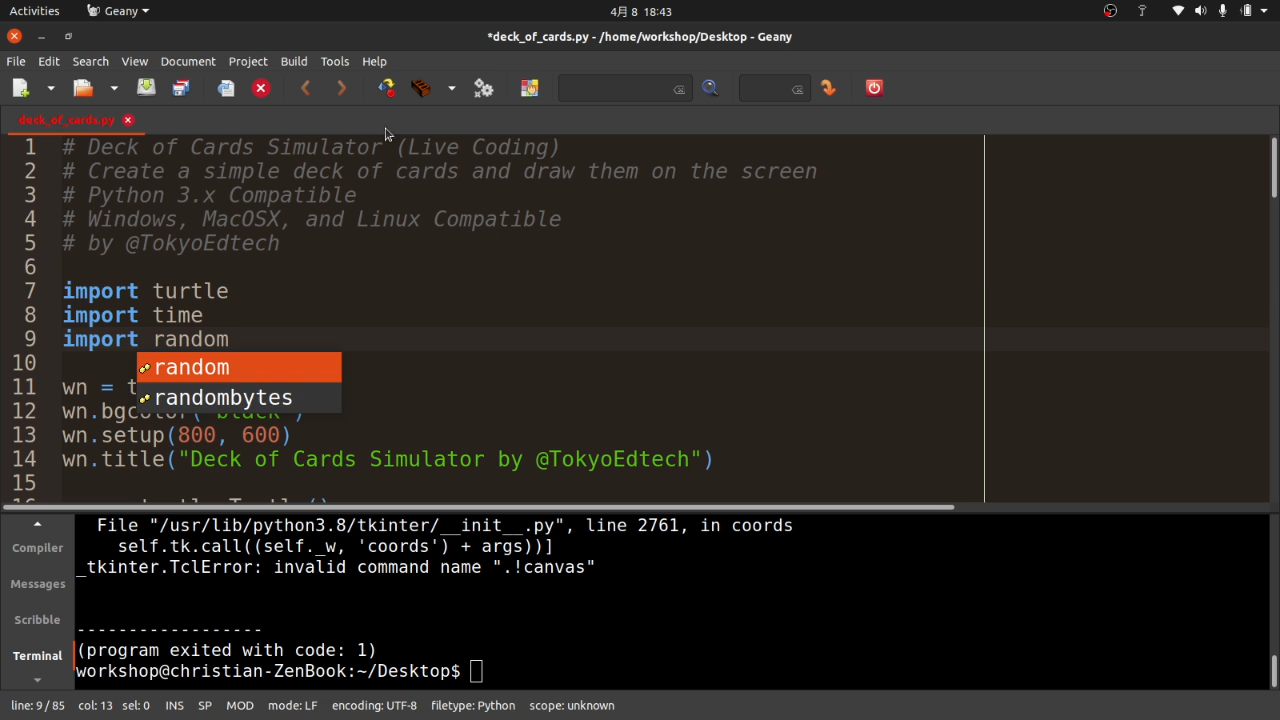 Activities
Geany
4月 8 18:43
*deck_of_cards.py - /home/workshop/Desktop - Geany
File Edit Search View Document Project Build Tools Help
deck_of_cards.py
1 # Deck of Cards Simulator (Live Coding)
2 # Create a simple deck of cards and draw them on the screen
3 # Python 3.x Compatible
4 # Windows, MacOSX, and Linux Compatible
5 # by @TokyoEdtech
6
7 import turtle
8 import time
9 import random
10
random
11 wn = t
randombytes
12 wn.bgcolor("black")
13 wn.setup(800, 600)
14 wn.title("Deck of Cards Simulator by @TokyoEdtech")
15
16
File "/usr/lib/python3.8/tkinter/__init__.py", line 2761, in coords
self.tk.call((self._w, 'coords') + args))]
_tkinter.TclError: invalid command name ".!canvas"
------------------
(program exited with code: 1)
workshop@christian-ZenBook:~/Desktop$
Compiler
Messages
Scribble
Terminal
line: 9 / 85 col: 13 sel: 0 INS SP MOD mode: LF encoding: UTF-8 filetype: Python scope: unknown